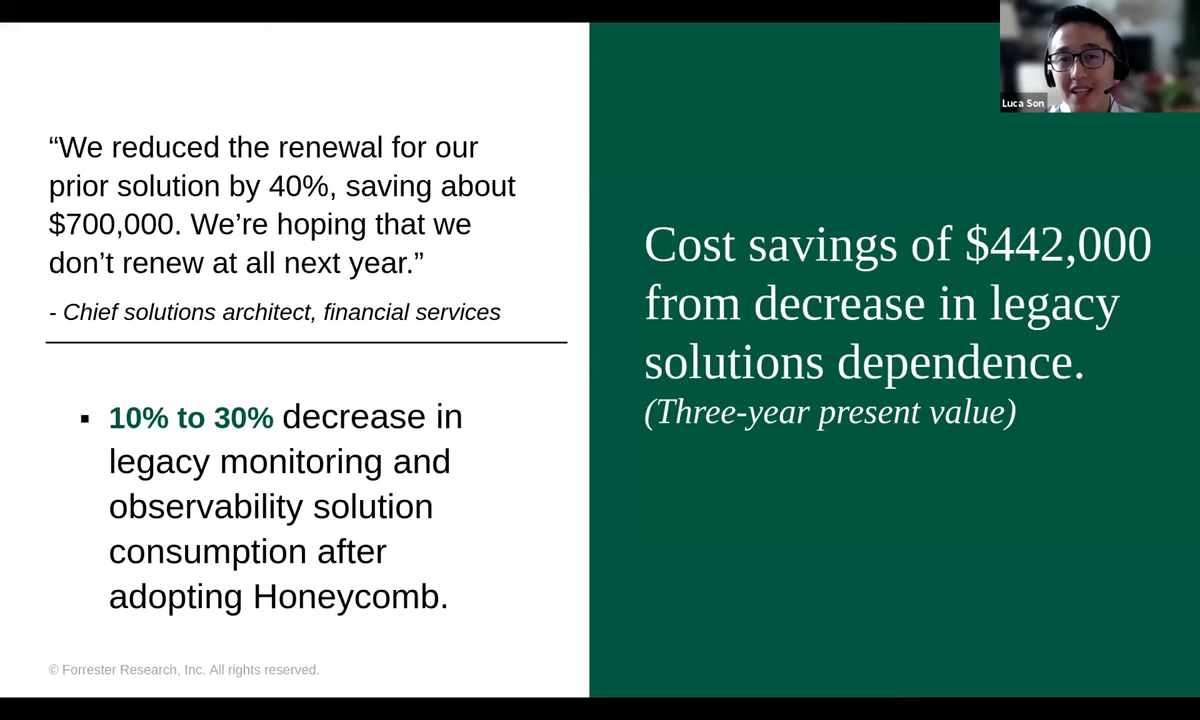 “We reduced the renewal for our
prior solution by 40%, saving about
$700,000. We’re hoping that we
don’t renew at all next year.”
- Chief solutions architect, financial services
▪ 10% to 30% decrease in
legacy monitoring and
observability solution
consumption after
adopting Honeycomb.
© Forrester Research, Inc. All rights reserved.
Cost savings of $442,000
from decrease in legacy
solutions dependence.
(Three-year present value)
Luca Son